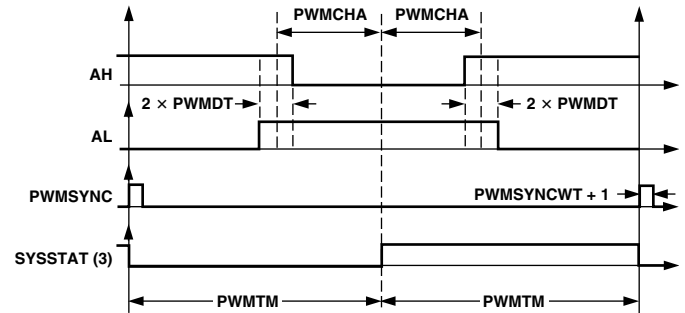 PWMCHA PWMCHA
AH
2 × PWMDT 2 × PWMDT
AL
PWMSYNC PWMSYNCWT + 1
SYSSTAT (3)
PWMTM PWMTM